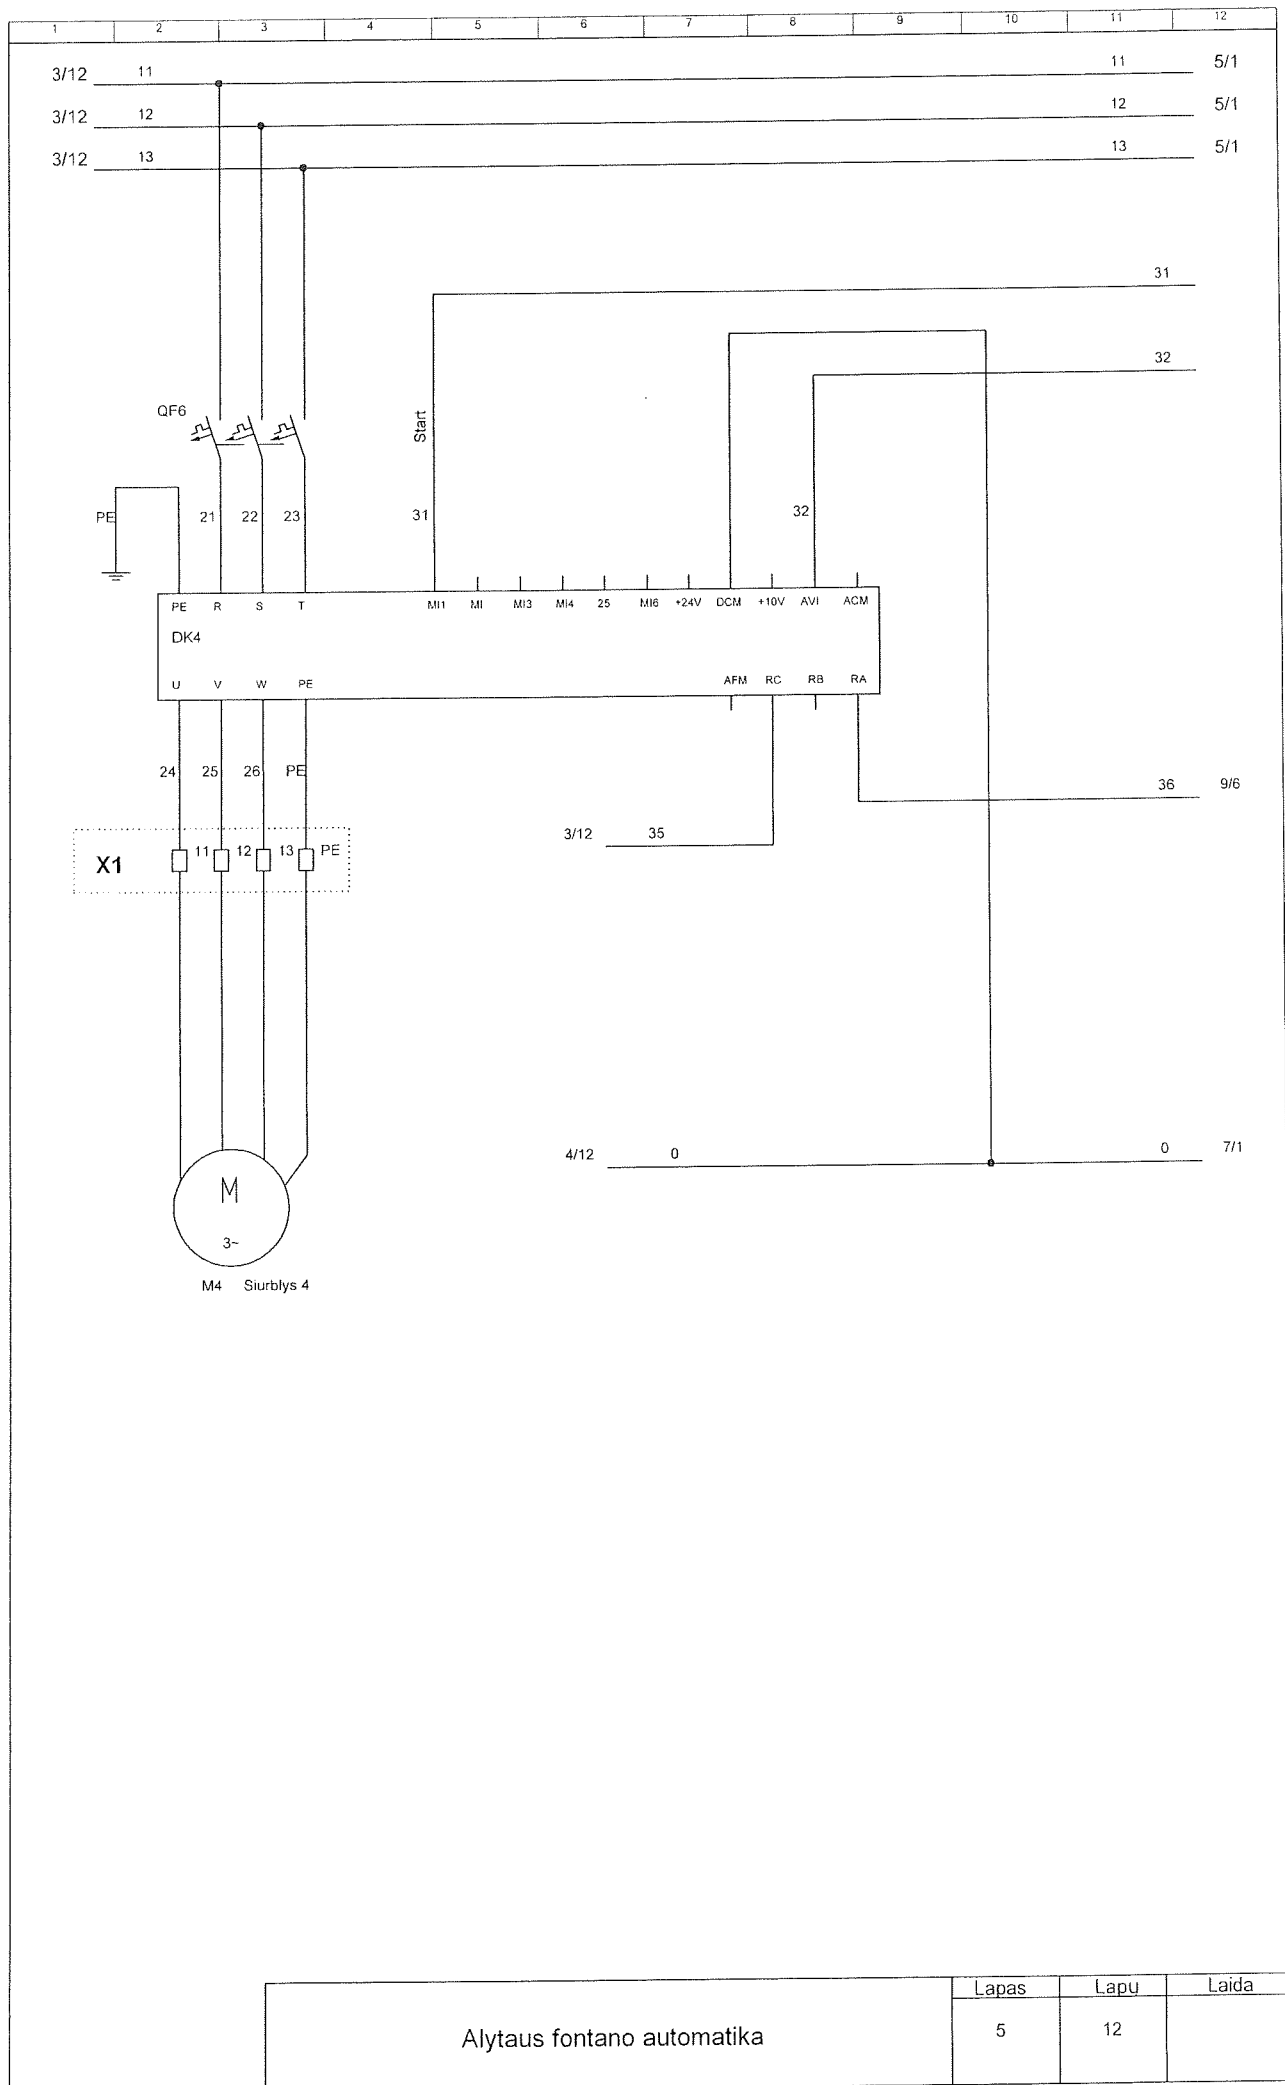 1 2 3 4 5 6 7 8 9 10 11 12
3/12 11 11 5/1
3/12 12 12 5/1
3/12 13 13 5/1
31
32
QF6
Start
PE 21 22 23 31 32
PE R S T MI1 MI MI3 MI4 25 MI6 +24V DCM +10V AVI ACM
DK4
U V W PE AFM RC RB RA
24 25 26 PE
36 9/6
3/12 35
X1 11 12 13 PE
4/12 0 0 7/1
M
3~
M4 Siurblys 4
Lapas Lapu Laida
Alytaus fontano automatika 5 12